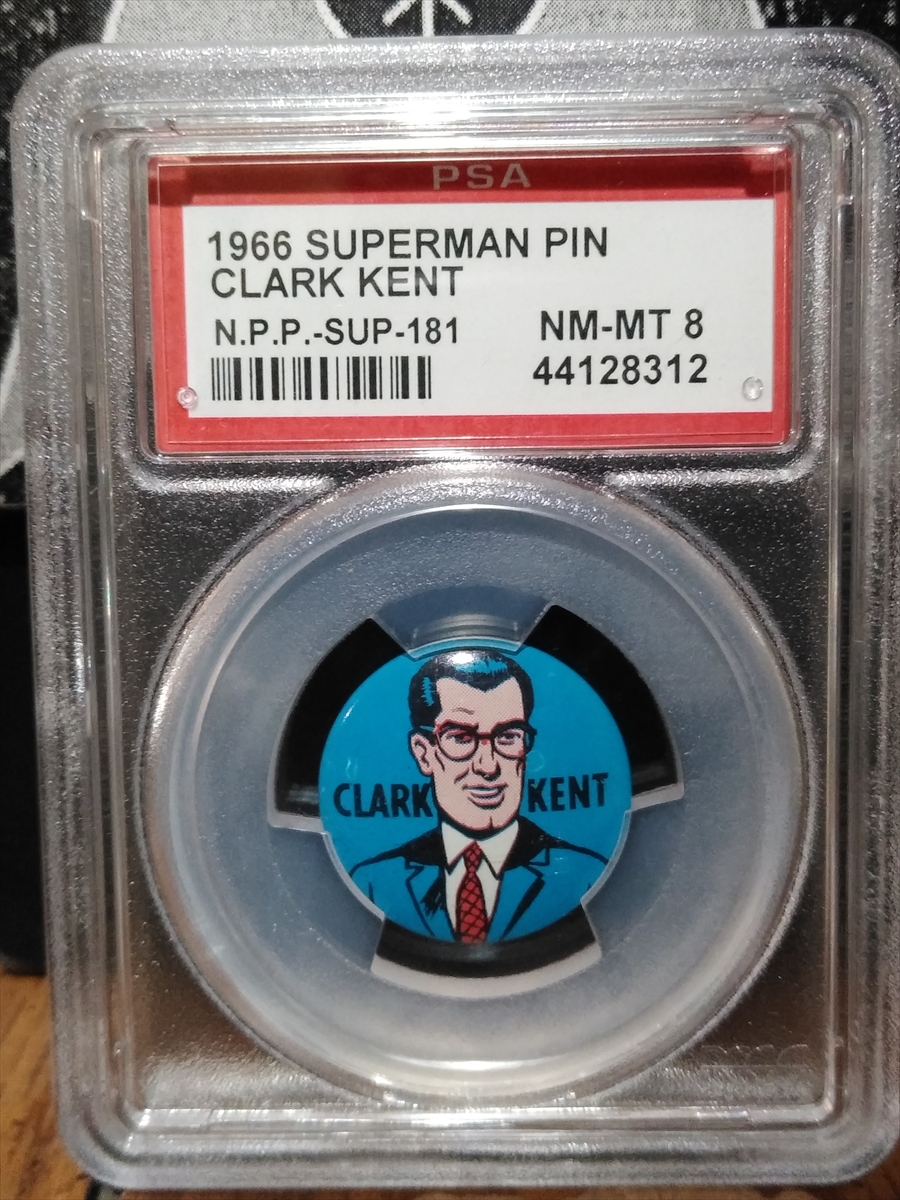 PSA
1966 SUPERMAN PIN
CLARK KENT
N.P.P.-SUP-181
NM-MT 8
44128312
CLARK KENT